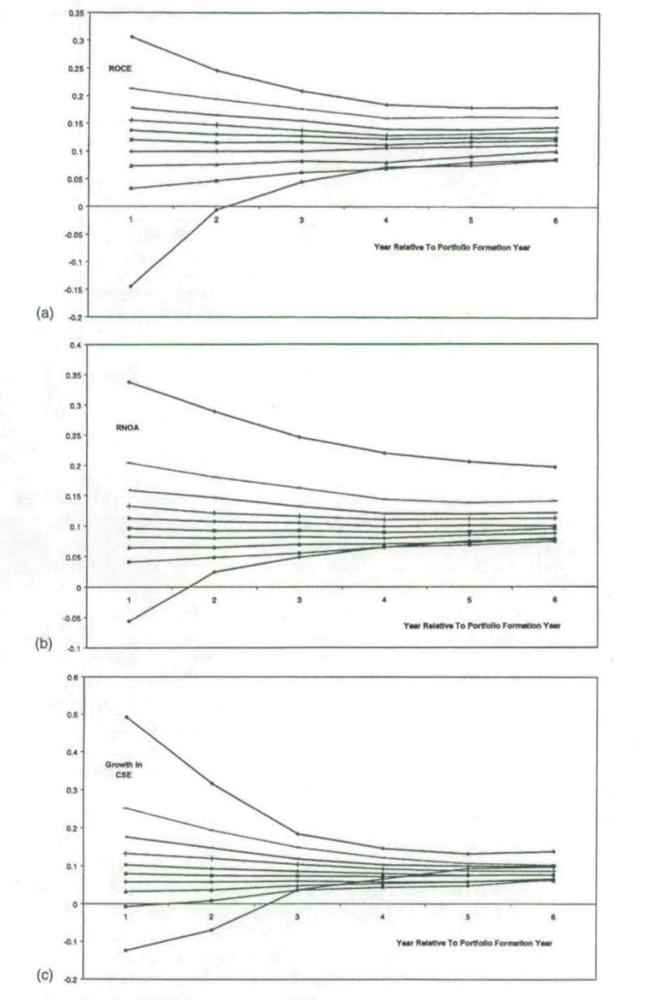 0.35
0.3
0.25
ROCE
0.2
0.15
0.1
0.05
0
1 2 3 4 5 6
-0.05
Year Relative To Portfolio Formation Year
-0.1
-0.15
-0.2
(a)
0.4
0.35
0.3
RNOA
0.25
0.2
0.15
0.1
0.05
0
1 2 3 4 5 6
-0.05
Year Relative To Portfolio Formation Year
-0.1
(b)
0.6
0.5
0.4
Growth in
CSE
0.3
0.2
0.1
0
1 2 3 4 5 6
-0.1
Year Relative To Portfolio Formation Year
-0.2
(c)